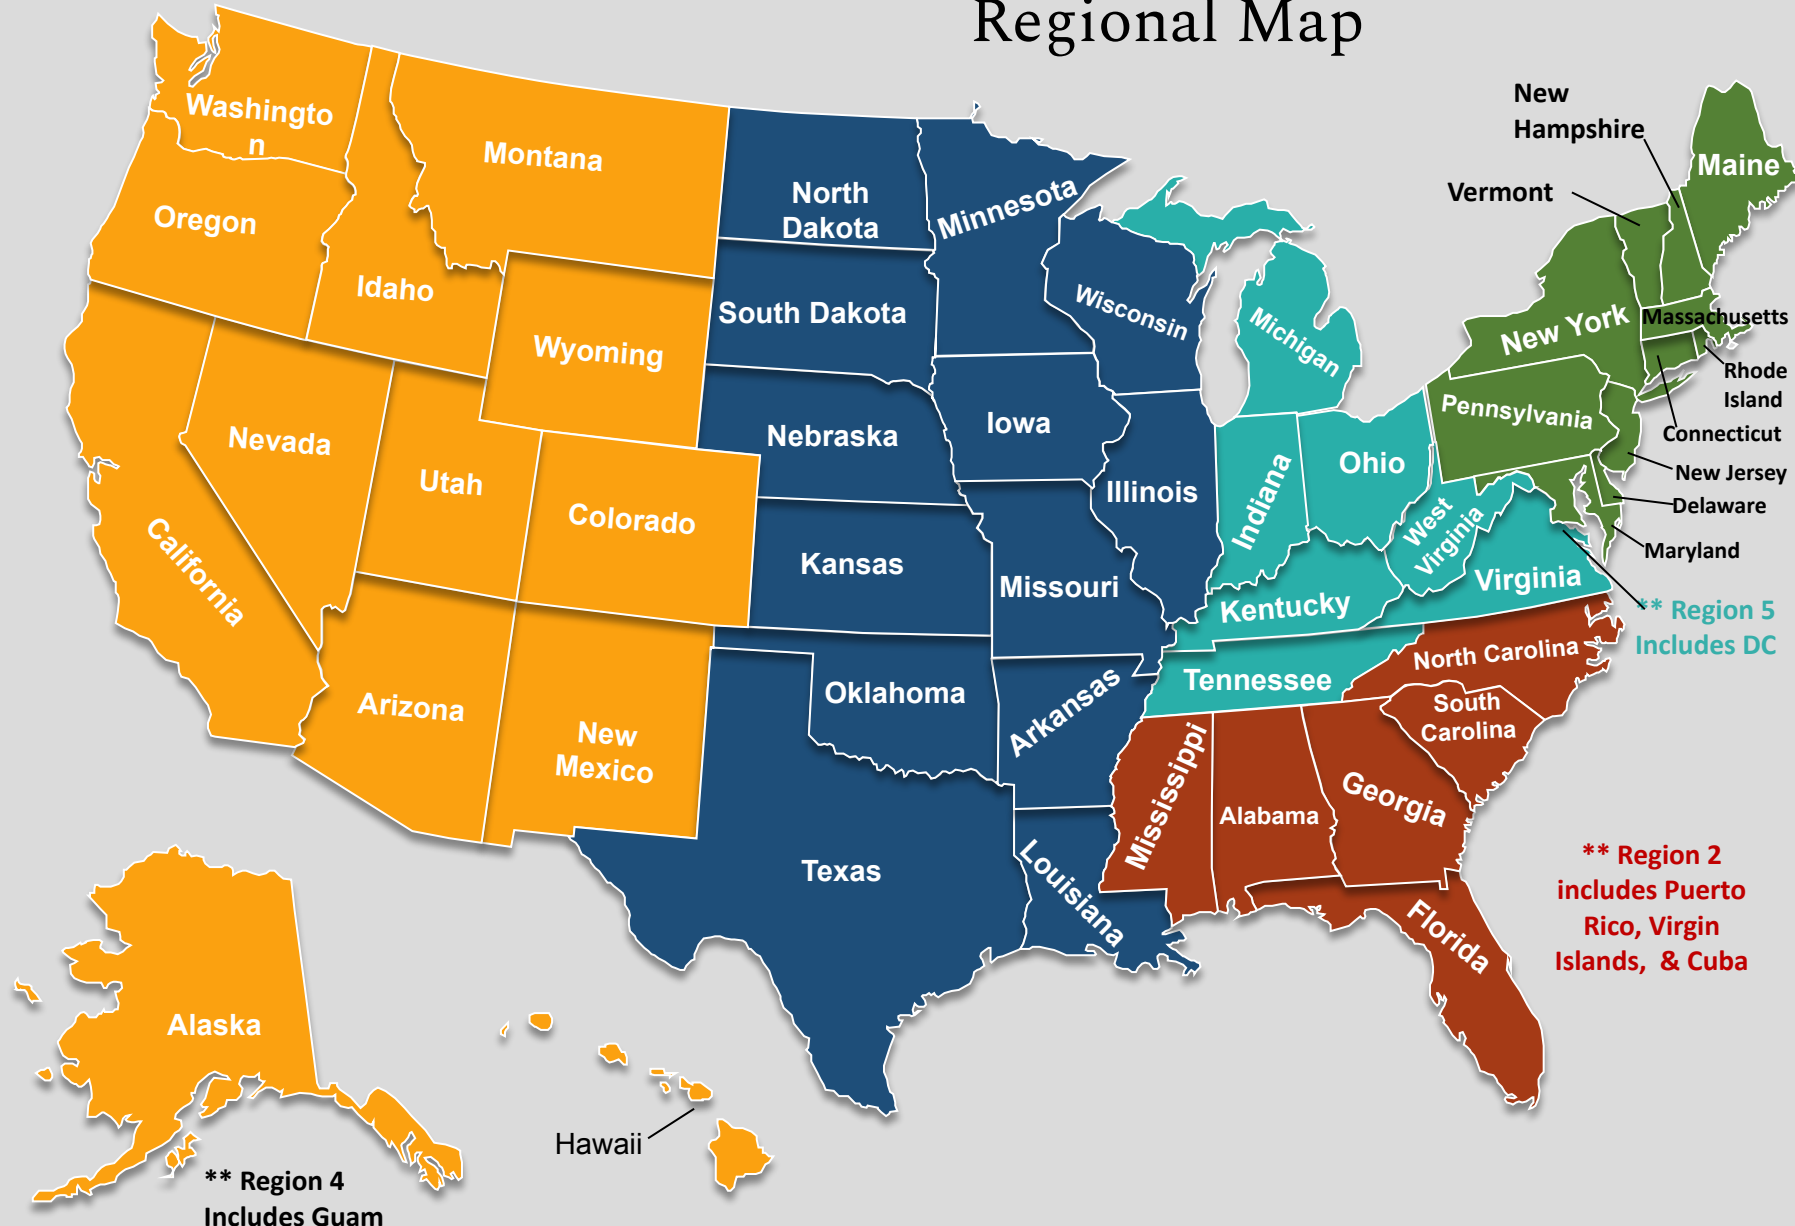 Regional Map
Washingto
n
Oregon
Montana
Idaho
Wyoming
California
Nevada
Utah
Colorado
Arizona
New
Mexico
Alaska
Hawaii
** Region 4
Includes Guam
North
Dakota
Minnesota
South Dakota
Wisconsin
Nebraska
Iowa
Illinois
Kansas
Missouri
Oklahoma
Arkansas
Texas
Louisiana
Michigan
Indiana
Ohio
West
Virginia
Kentucky
Virginia
Tennessee
** Region 5
Includes DC
North Carolina
South
Carolina
Mississippi
Alabama
Georgia
Florida
** Region 2
includes Puerto
Rico, Virgin
Islands, & Cuba
New
Hampshire
Vermont
Maine
New York
Massachusetts
Rhode
Island
Pennsylvania
Connecticut
New Jersey
Delaware
Maryland